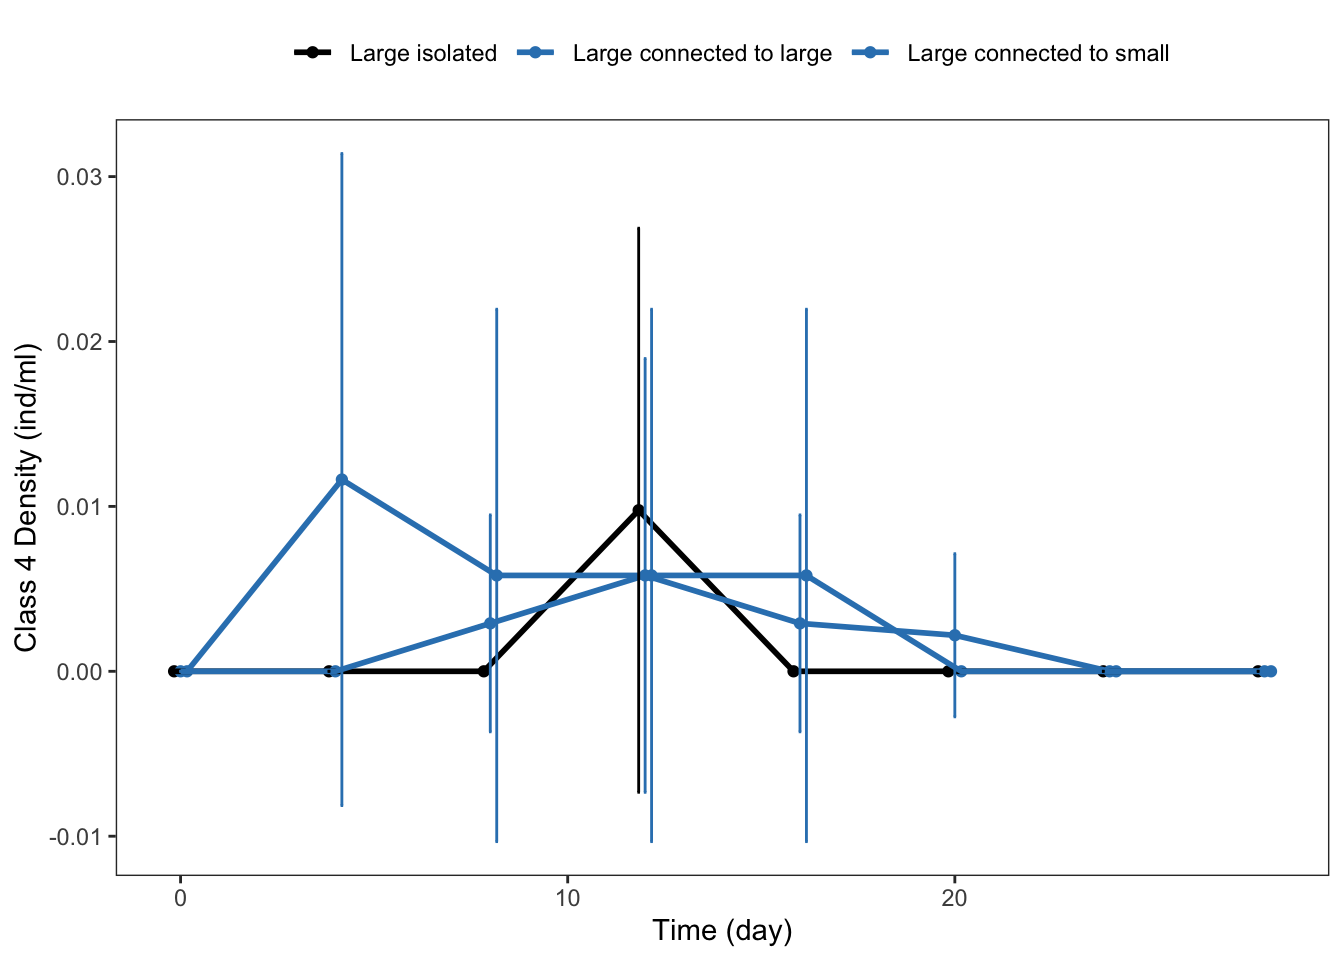 Large isolated Large connected to large Large connected to small
Class 4 Density (ind/ml)
0.03
0.02
0.01
0.00
-0.01
0 10 20
Time (day)